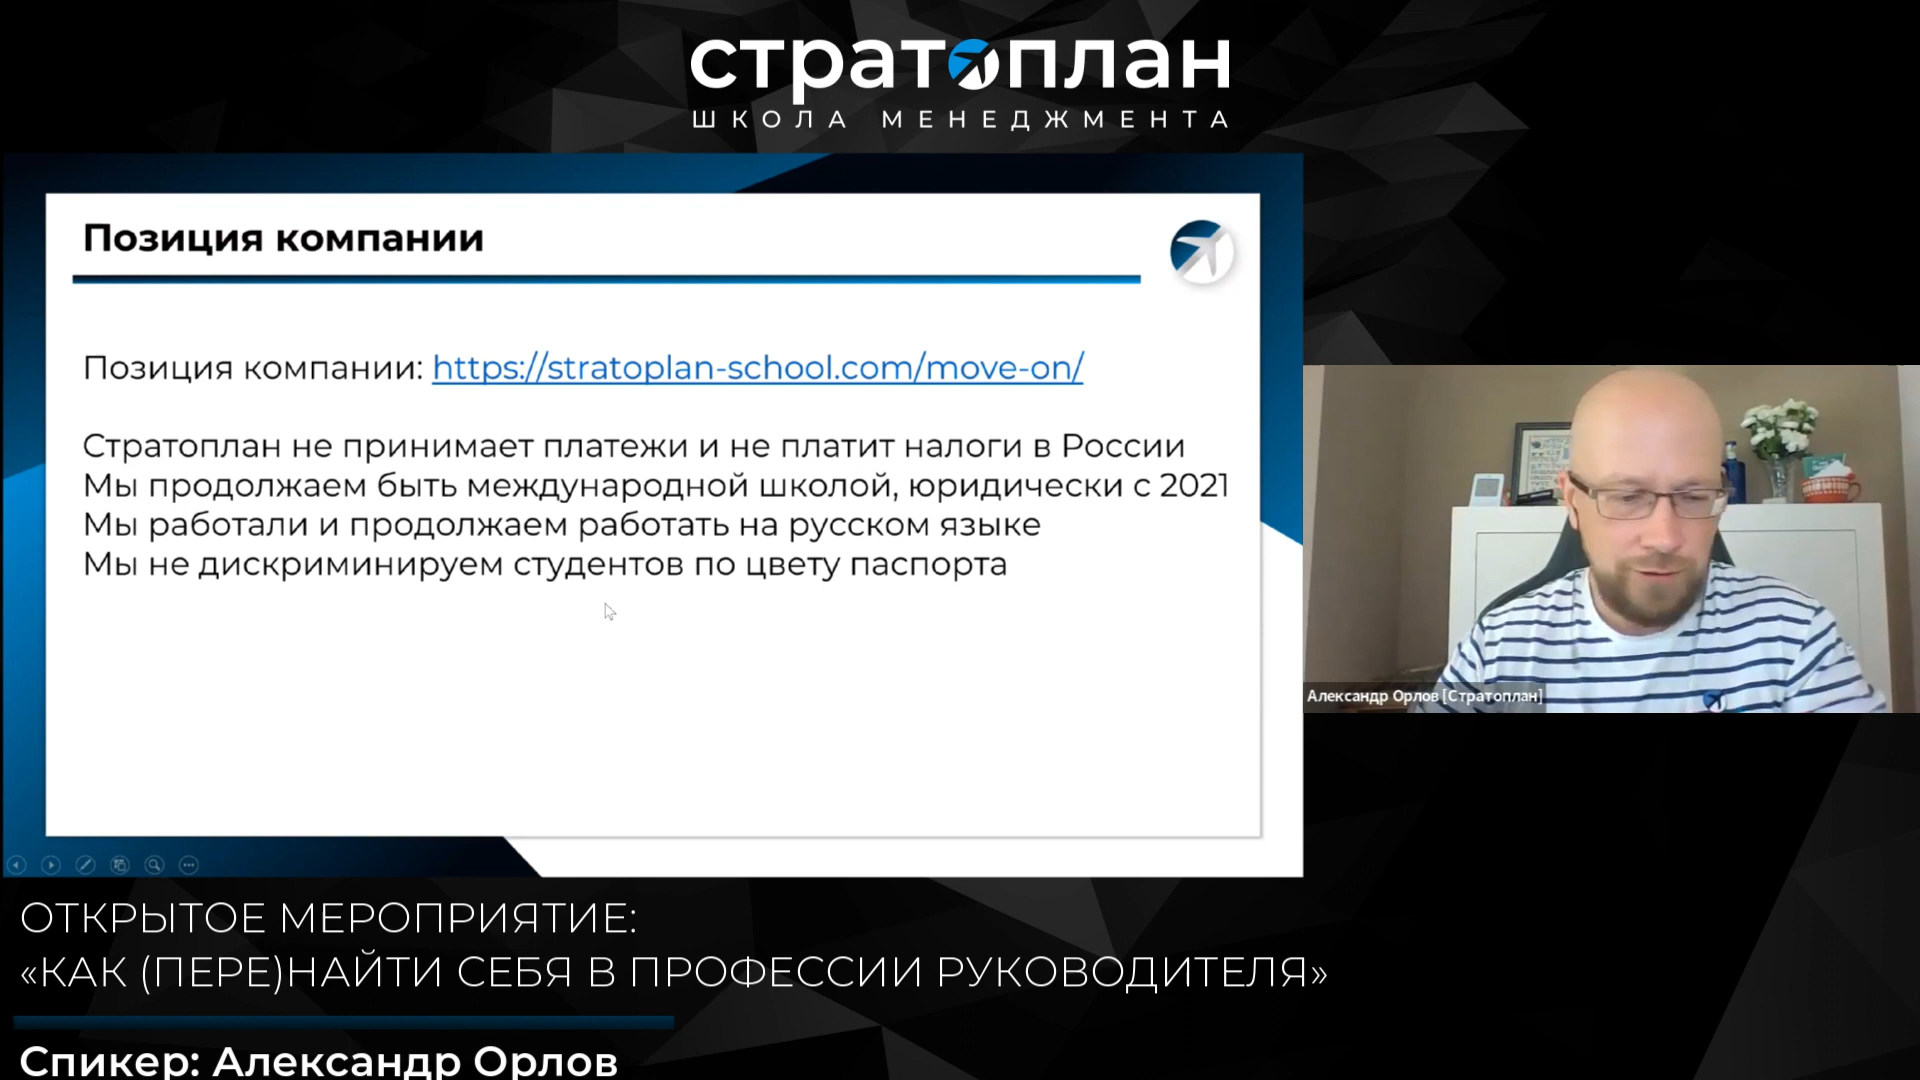 стратоплан
ШКОЛА МЕНЕДЖМЕНТА
Позиция компании
Позиция компании: https://stratoplan-school.com/move-on/
Стратоплан не принимает платежи и не платит налоги в России
Мы продолжаем быть международной школой, юридически с 2021
Мы работали и продолжаем работать на русском языке
Мы не дискриминируем студентов по цвету паспорта
Александр Орлов [Стратоплан]
ОТКРЫТОЕ МЕРОПРИЯТИЕ:
«КАК (ПЕРЕ)НАЙТИ СЕБЯ В ПРОФЕССИИ РУКОВОДИТЕЛЯ»
Спикер: Александр Орлов